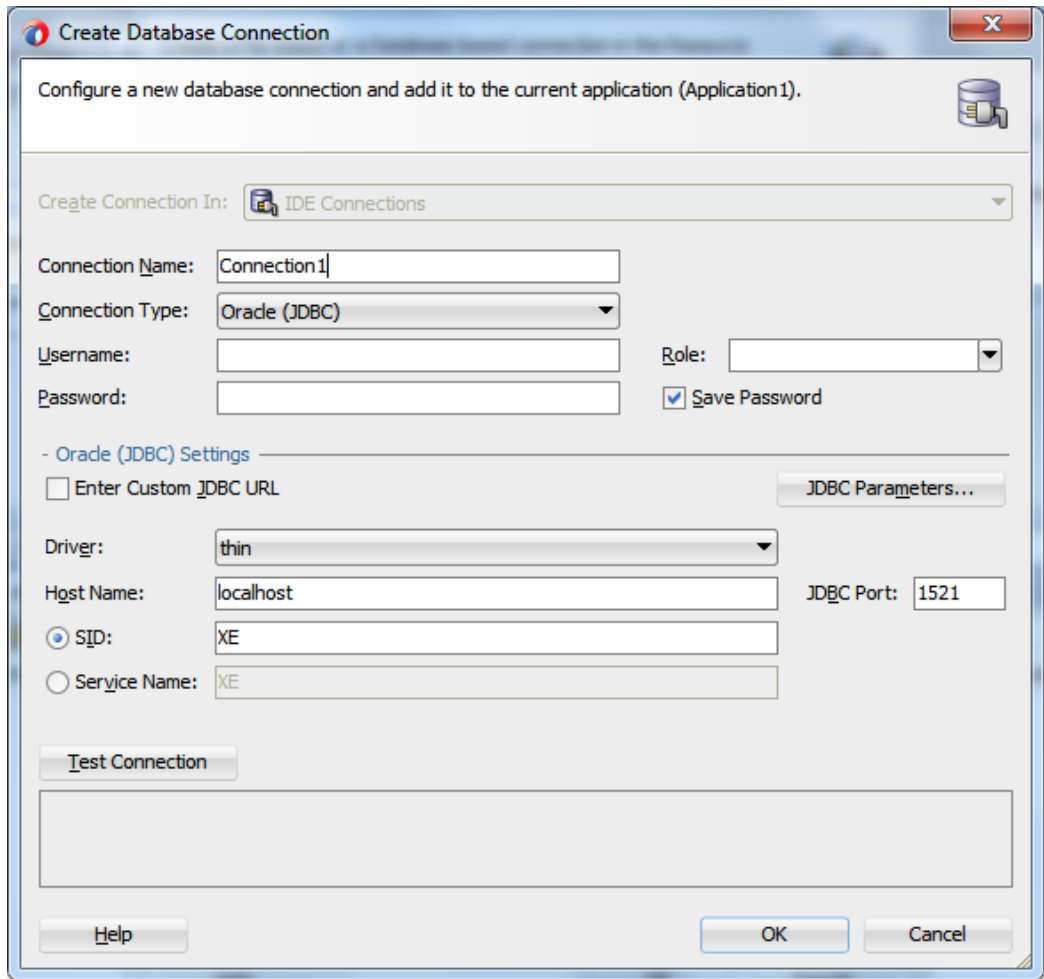 Create Database Connection
Configure a new database connection and add it to the current application (Application1).
Create Connection In: IDE Connections
Connection Name: Connection1
Connection Type: Oracle (JDBC)
Username: Role:
Password: Save Password
- Oracle (JDBC) Settings
Enter Custom JDBC URL JDBC Parameters...
Driver: thin
Host Name: localhost JDBC Port: 1521
SID: XE
Service Name: XE
Test Connection
Help OK Cancel